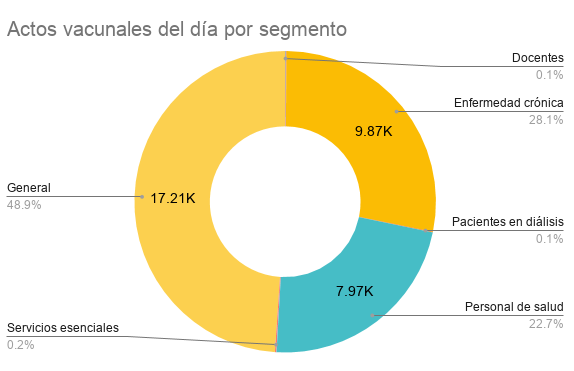 Actos vacunales del día por segmento
Docentes
0.1%
Enfermedad crónica
28.1%
9.87K
General
48.9%
17.21K
Pacientes en diálisis
0.1%
7.97K
Personal de salud
22.7%
Servicios esenciales
0.2%